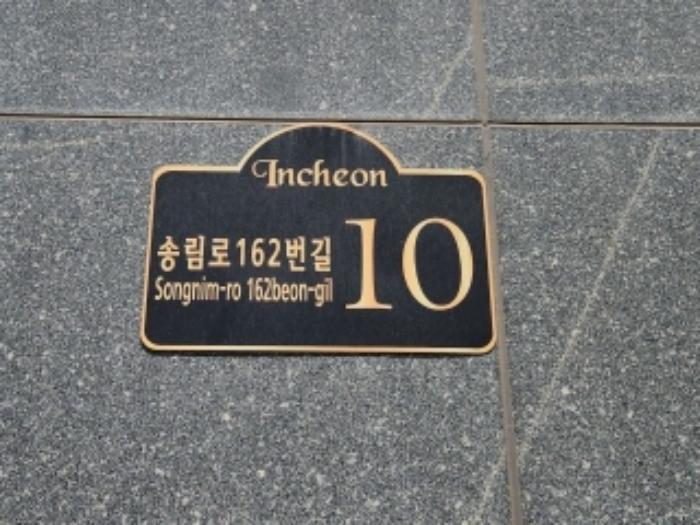 Incheon
송림로162번길
Songnim-ro 162beon-gil
10